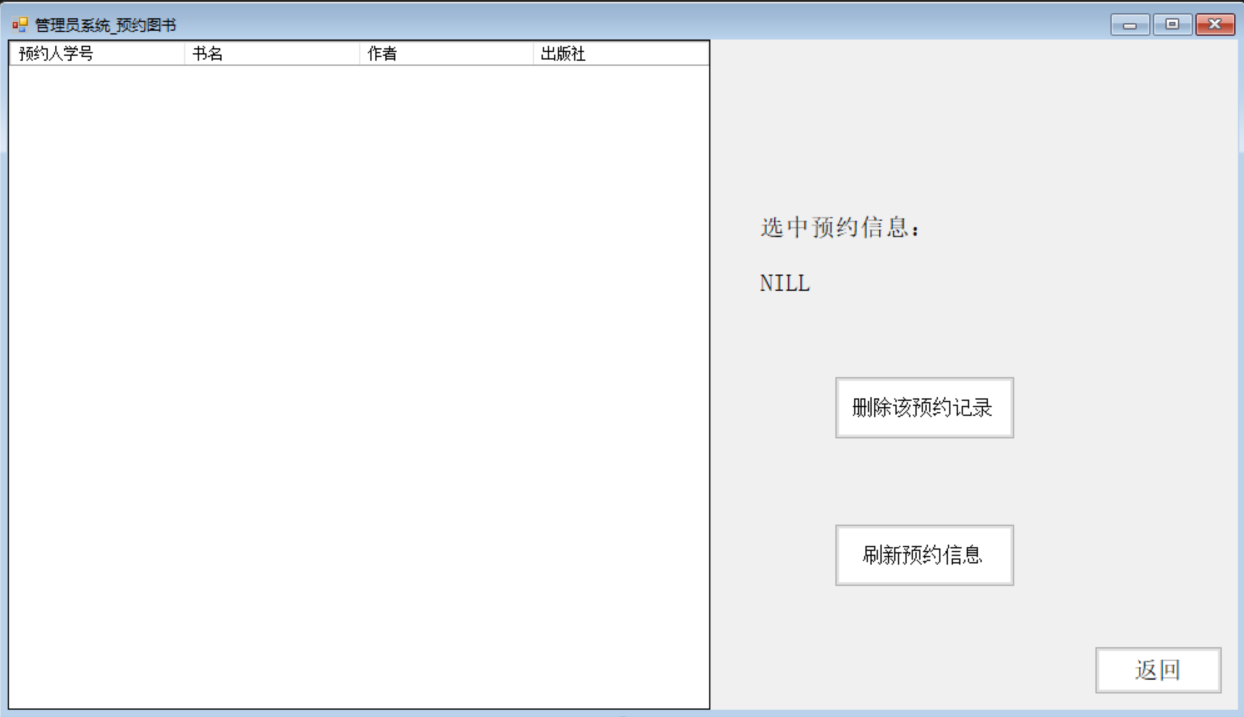 管理员系统_预约图书
预约人学号 书名 作者 出版社
选中预约信息：
NILL
删除该预约记录
刷新预约信息
返回